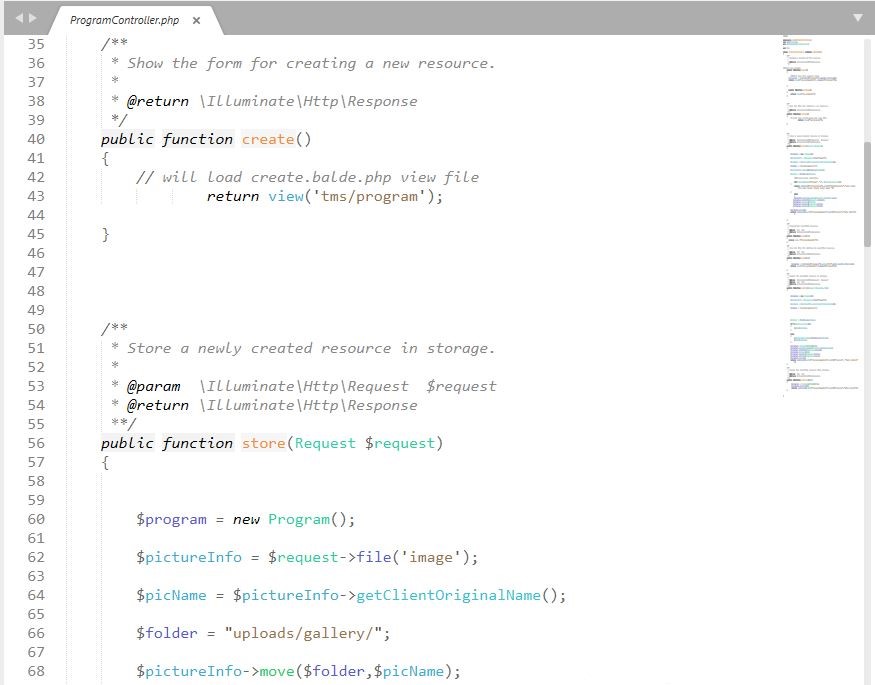 ProgramController.php ×
35 /**
36 * Show the form for creating a new resource.
37 *
38 * @return \Illuminate\Http\Response
39 */
40 public function create()
41 {
42 // will load create.balde.php view file
43 return view('tms/program');
44
45 }
46
47
48
49
50 /**
51 * Store a newly created resource in storage.
52 *
53 * @param \Illuminate\Http\Request $request
54 * @return \Illuminate\Http\Response
55 **/
56 public function store(Request $request)
57 {
58
59
60 $program = new Program();
61
62 $pictureInfo = $request->file('image');
63
64 $picName = $pictureInfo->getClientOriginalName();
65
66 $folder = "uploads/gallery/";
67
68 $pictureInfo->move($folder,$picName);